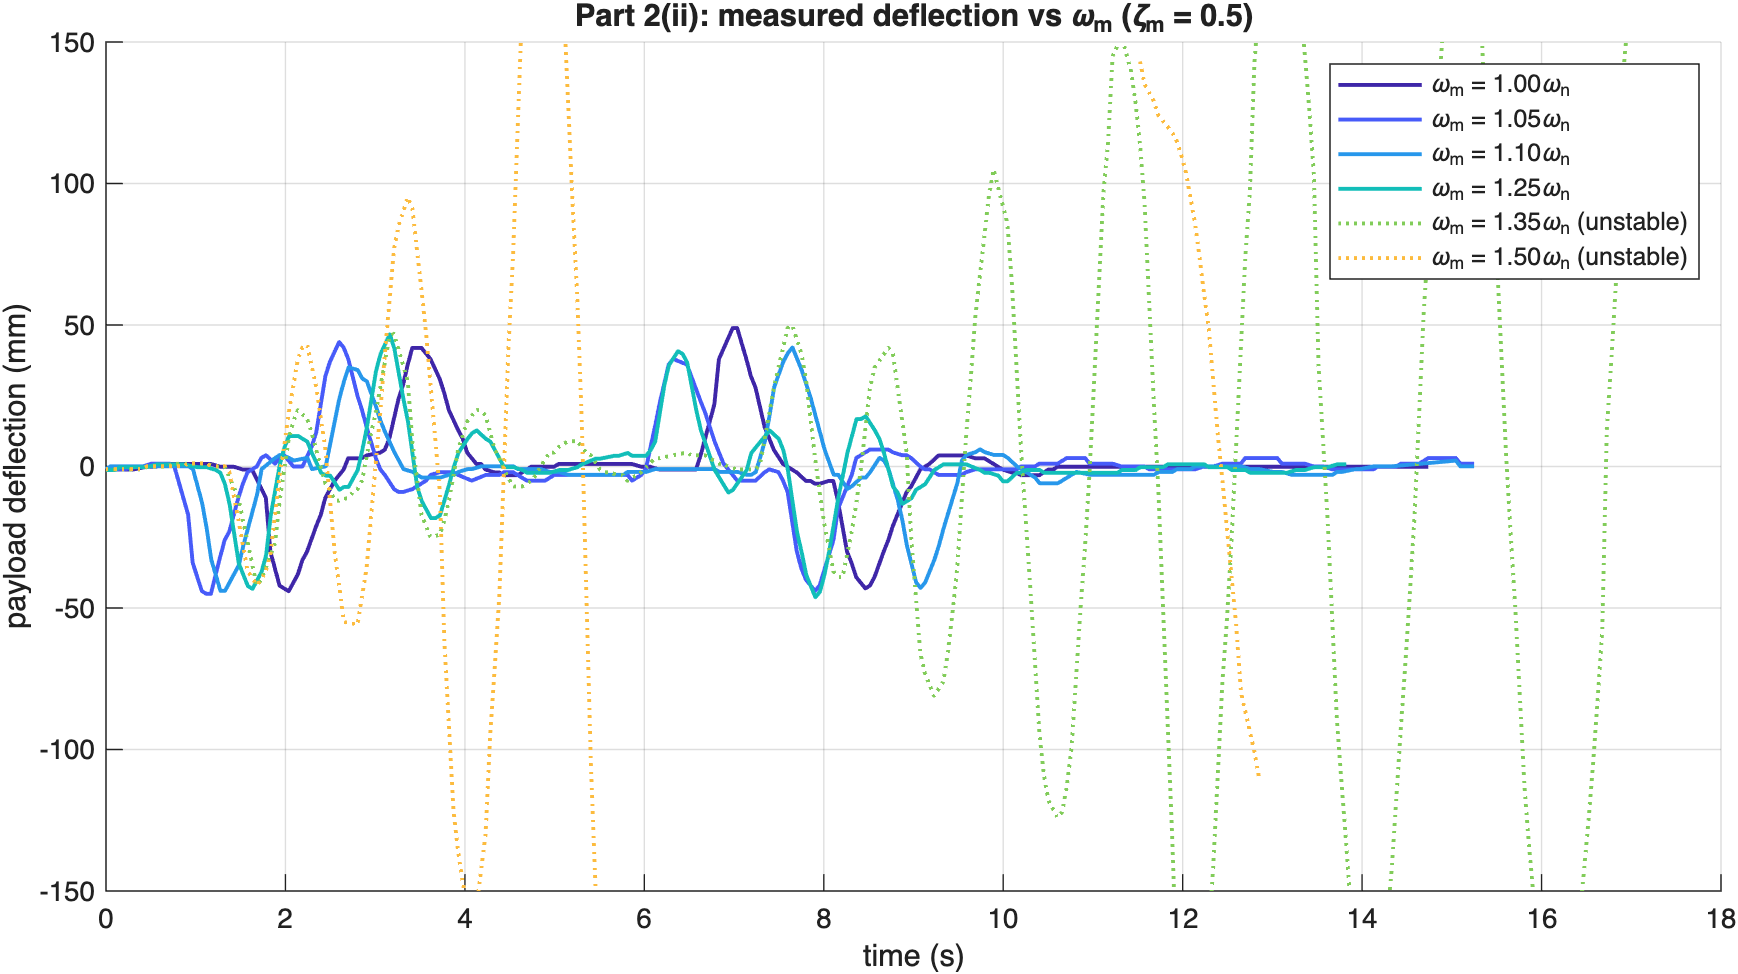 Part 2(ii): measured deflection vs ωm (ζm = 0.5)
150
100
50
0
-50
-100
-150
payload deflection (mm)
ωm = 1.00ωn
ωm = 1.05ωn
ωm = 1.10ωn
ωm = 1.25ωn
ωm = 1.35ωn (unstable)
ωm = 1.50ωn (unstable)
0 2 4 6 8 10 12 14 16 18
time (s)